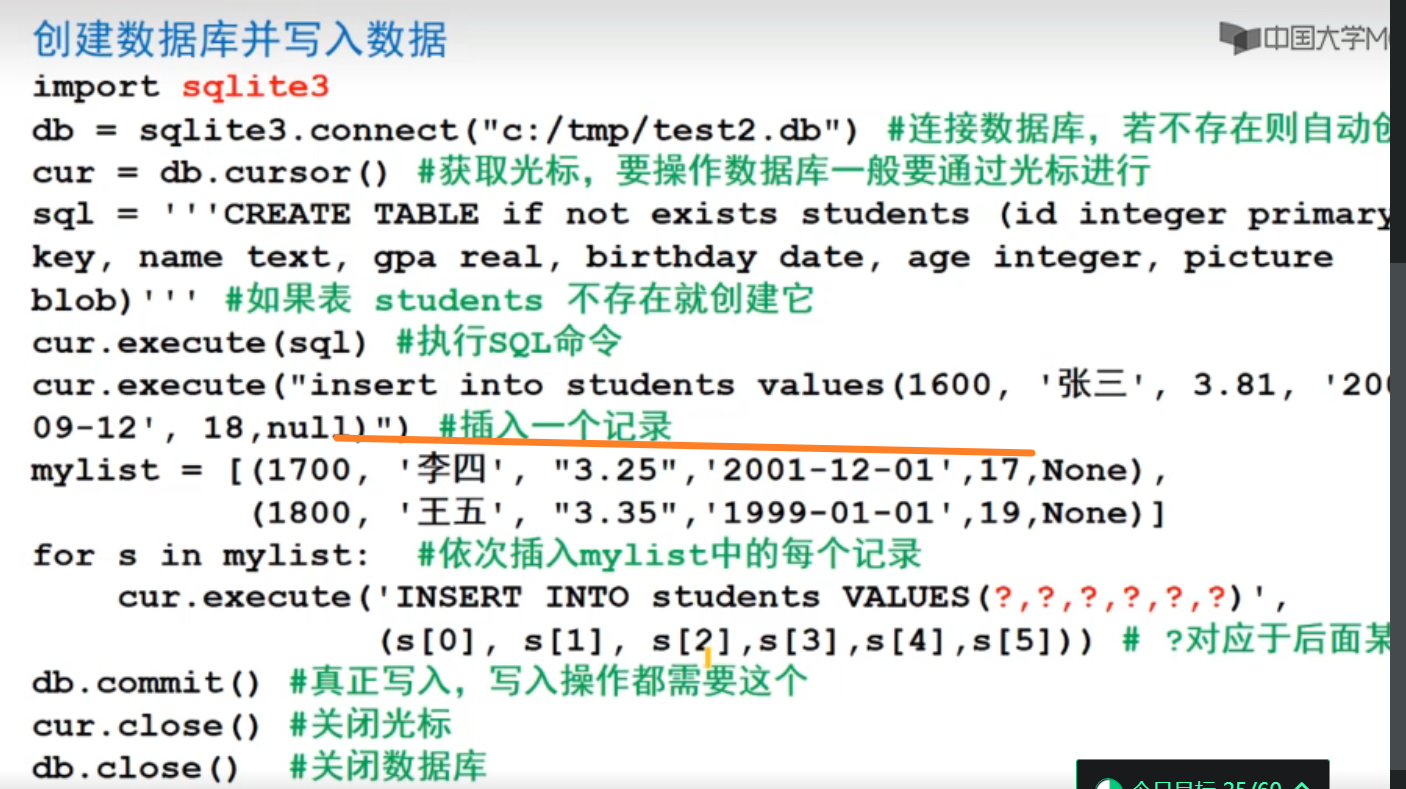 创建数据库并写入数据
中国大学M
import sqlite3
db = sqlite3.connect("c:/tmp/test2.db") #连接数据库，若不存在则自动创
cur = db.cursor() #获取光标，要操作数据库一般要通过光标进行
sql = '''CREATE TABLE if not exists students (id integer primary
key, name text, gpa real, birthday date, age integer, picture
blob)''' #如果表 students 不存在就创建它
cur.execute(sql) #执行SQL命令
cur.execute("insert into students values(1600, '张三', 3.81, '200
09-12', 18,null)") #插入一个记录
mylist = [(1700, '李四', "3.25",'2001-12-01',17,None),
(1800, '王五', "3.35",'1999-01-01',19,None)]
for s in mylist: #依次插入mylist中的每个记录
cur.execute('INSERT INTO students VALUES(?,?,?,?,?,?)',
(s[0], s[1], s[2],s[3],s[4],s[5])) # ?对应于后面某
db.commit() #真正写入，写入操作都需要这个
cur.close() #关闭光标
db.close() #关闭数据库
今日目标 25/60